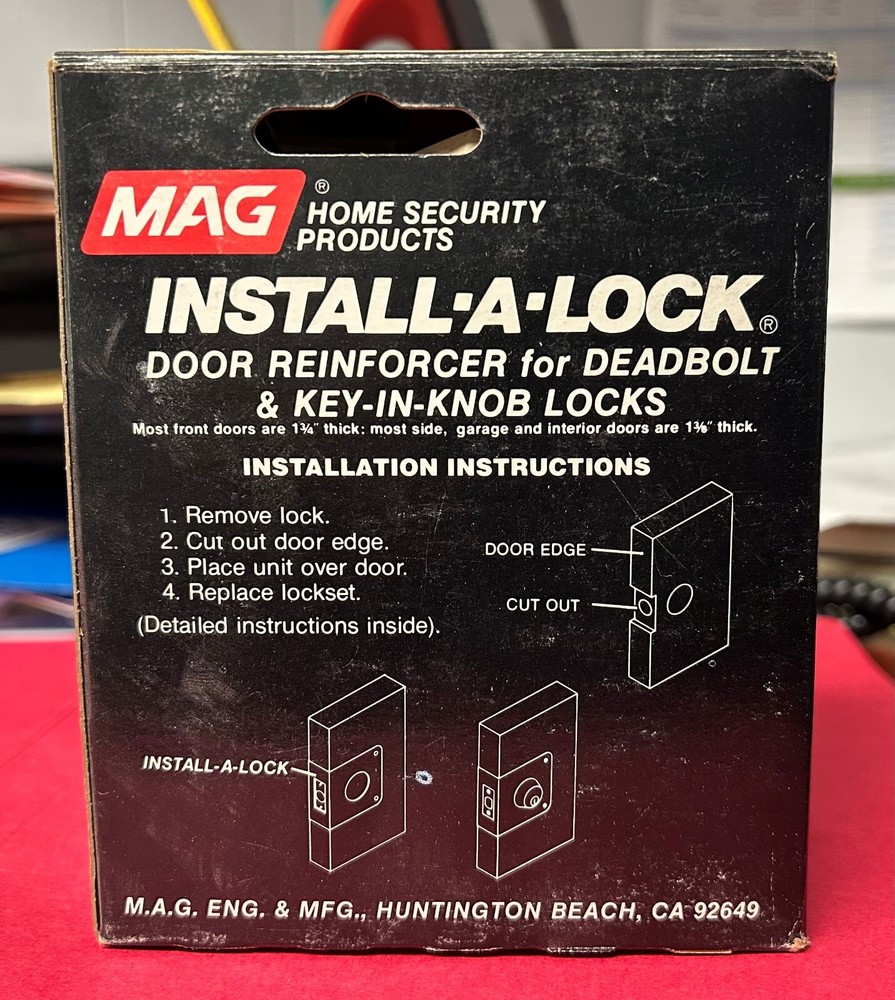 MAG®
HOME SECURITY
PRODUCTS
INSTALL·A·LOCK®
DOOR REINFORCER for DEADBOLT
& KEY-IN-KNOB LOCKS
Most front doors are 1¾″ thick: most side, garage and interior doors are 1⅜″ thick.
INSTALLATION INSTRUCTIONS
1. Remove lock.
2. Cut out door edge.
3. Place unit over door.
4. Replace lockset.
(Detailed instructions inside).
DOOR EDGE
CUT OUT
©
INSTALL-A-LOCK
M.A.G. ENG. & MFG., HUNTINGTON BEACH, CA 92649